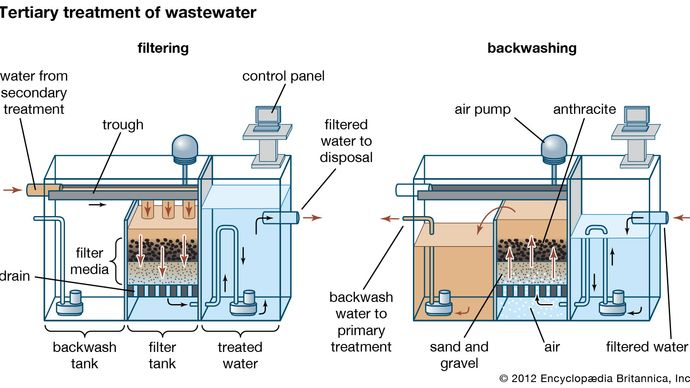 Tertiary treatment of wastewater
filtering
water from
secondary
treatment
trough
control panel
filtered
water to
disposal
filter
media
drain
backwash
tank
filter
tank
treated
water
backwashing
air pump
anthracite
backwash
water to
primary
treatment
sand and
gravel
air
filtered water
© 2012 Encyclopædia Britannica, Inc